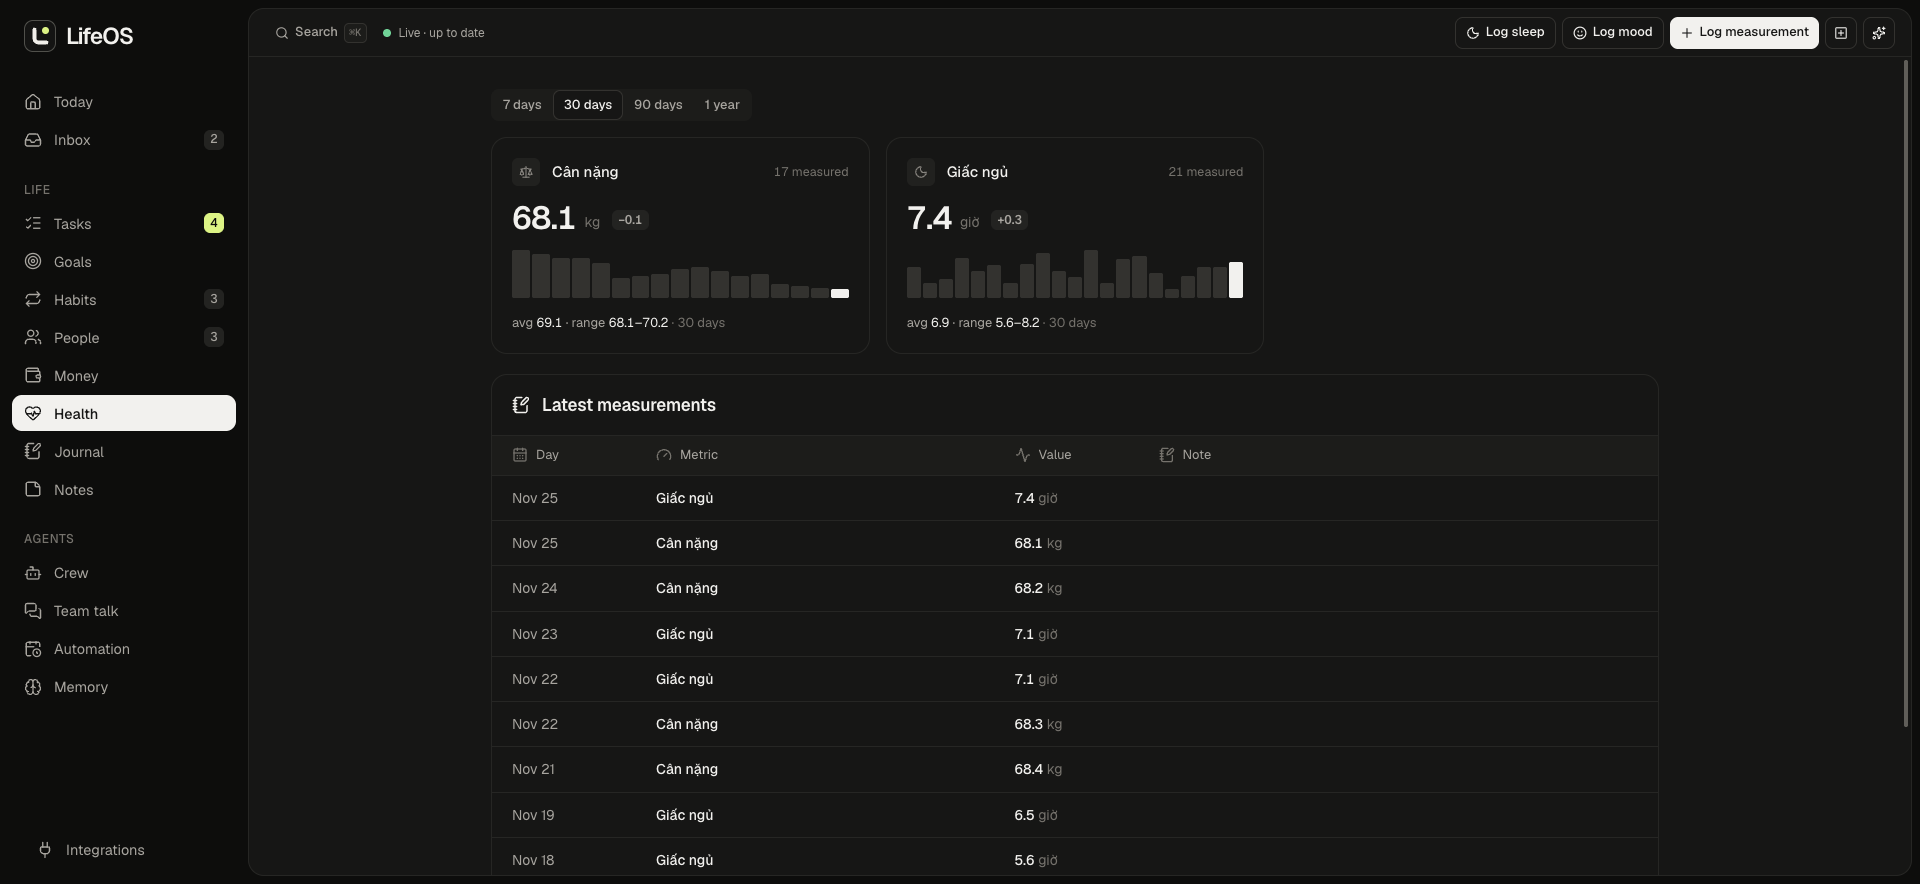 LifeOS
Search ⌘K
Live · up to date
Log sleep
Log mood
Log measurement
Today
Inbox 2
LIFE
Tasks 4
Goals
Habits 3
People 3
Money
Health
Journal
Notes
AGENTS
Crew
Team talk
Automation
Memory
Integrations
7 days 30 days 90 days 1 year
Cân nặng 17 measured
68.1 kg −0.1
avg 69.1 · range 68.1–70.2 · 30 days
Giấc ngủ 21 measured
7.4 giờ +0.3
avg 6.9 · range 5.6–8.2 · 30 days
Latest measurements
Day Metric Value Note
Nov 25 Giấc ngủ 7.4 giờ
Nov 25 Cân nặng 68.1 kg
Nov 24 Cân nặng 68.2 kg
Nov 23 Giấc ngủ 7.1 giờ
Nov 22 Giấc ngủ 7.1 giờ
Nov 22 Cân nặng 68.3 kg
Nov 21 Cân nặng 68.4 kg
Nov 19 Giấc ngủ 6.5 giờ
Nov 18 Giấc ngủ 5.6 giờ